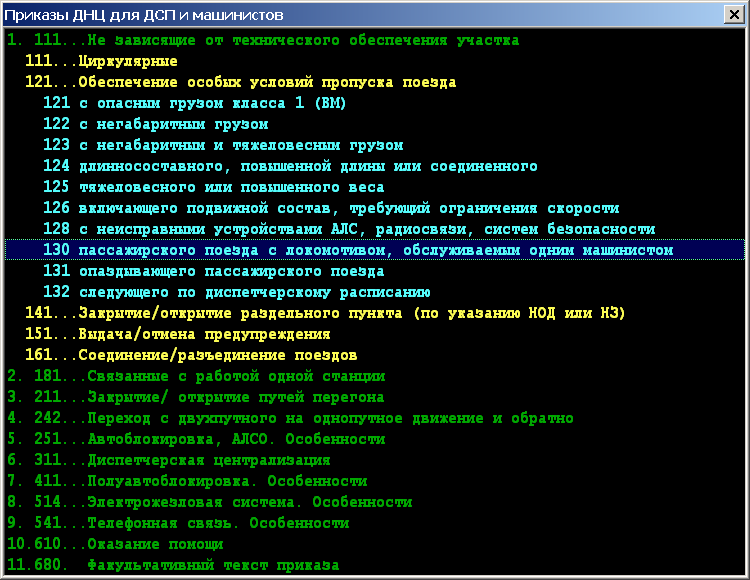 Приказы ДНЦ для ДСП и машинистов
1. 111...Не зависящие от технического обеспечения участка
111...Циркулярные
121...Обеспечение особых условий пропуска поезда
121 с опасным грузом класса 1 (ВМ)
122 с негабаритным грузом
123 с негабаритным и тяжеловесным грузом
124 длинносоставного, повышенной длины или соединенного
125 тяжеловесного или повышенного веса
126 включающего подвижной состав, требующий ограничения скорости
128 с неисправными устройствами АЛС, радиосвязи, систем безопасности
130 пассажирского поезда с локомотивом, обслуживаемым одним машинистом
131 опаздывающего пассажирского поезда
132 следующего по диспетчерскому расписанию
141...Закрытие/открытие раздельного пункта (по указанию НОД или НЗ)
151...Выдача/отмена предупреждения
161...Соединение/разъединение поездов
2. 181...Связанные с работой одной станции
3. 211...Закрытие/ открытие путей перегона
4. 242...Переход с двухпутного на однопутное движение и обратно
5. 251...Автоблокировка, АЛСО. Особенности
6. 311...Диспетчерская централизация
7. 411...Полуавтоблокировка. Особенности
8. 514...Электрожезловая система. Особенности
9. 541...Телефонная связь. Особенности
10.610...Оказание помощи
11.680.  Факультативный текст приказа